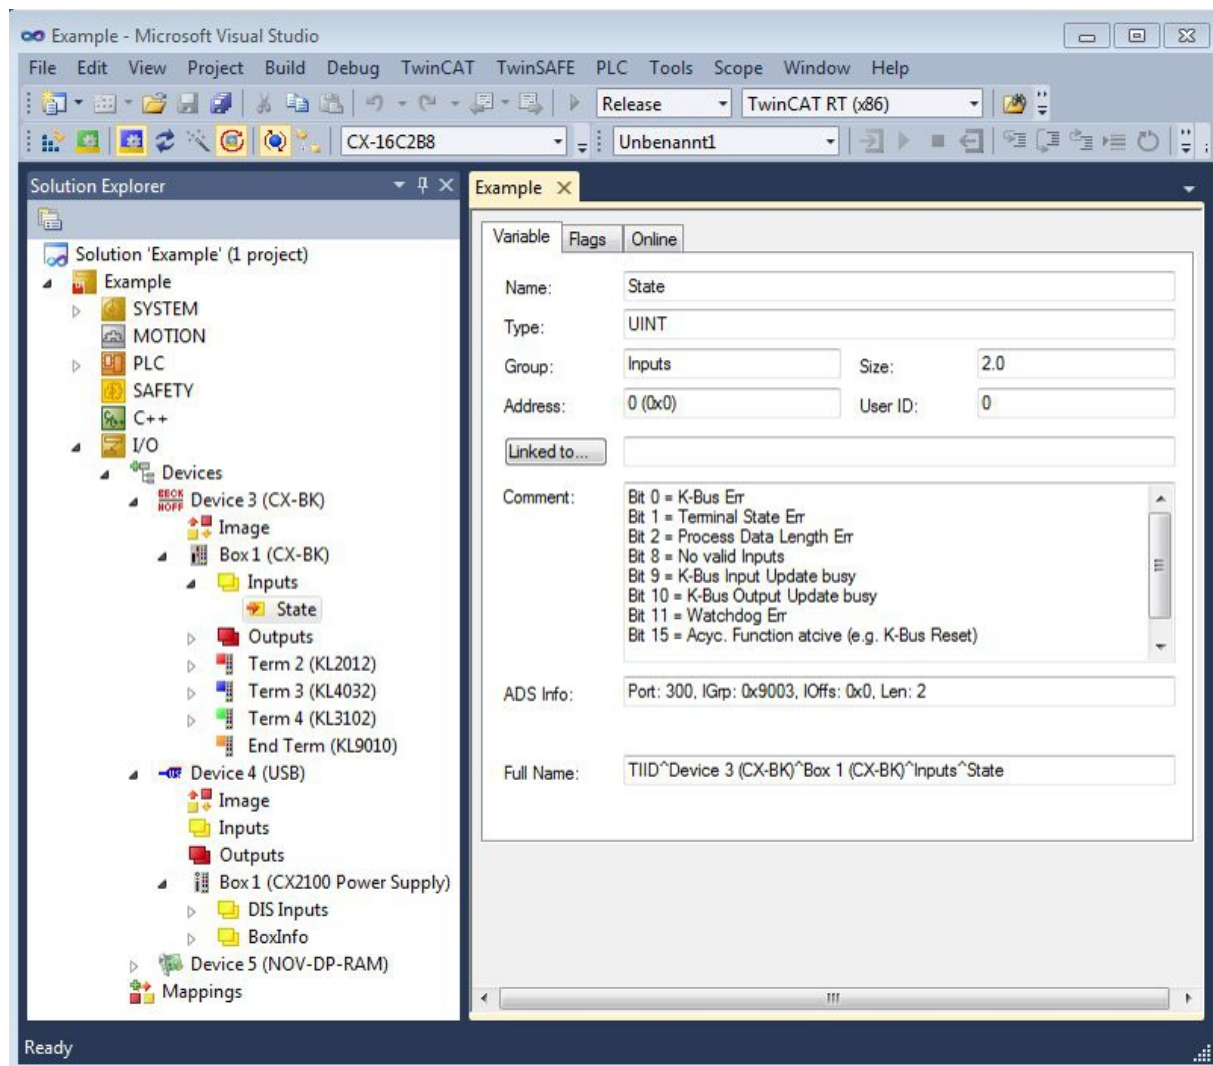 Example - Microsoft Visual Studio
File Edit View Project Build Debug TwinCAT TwinSAFE PLC Tools Scope Window Help
Release TwinCAT RT (x86)
CX-16C2B8 Unbenannt1
Solution Explorer
Example
Solution 'Example' (1 project)
Example
SYSTEM
MOTION
PLC
SAFETY
C++
I/O
Devices
BECK
HOFF
Device 3 (CX-BK)
Image
Box 1 (CX-BK)
Inputs
State
Outputs
Term 2 (KL2012)
Term 3 (KL4032)
Term 4 (KL3102)
End Term (KL9010)
Device 4 (USB)
Image
Inputs
Outputs
Box 1 (CX2100 Power Supply)
DIS Inputs
BoxInfo
Device 5 (NOV-DP-RAM)
Mappings
Variable Flags Online
Name: State
Type: UINT
Group: Inputs Size: 2.0
Address: 0 (0x0) User ID: 0
Linked to...
Comment: Bit 0 = K-Bus Err
Bit 1 = Terminal State Err
Bit 2 = Process Data Length Err
Bit 8 = No valid Inputs
Bit 9 = K-Bus Input Update busy
Bit 10 = K-Bus Output Update busy
Bit 11 = Watchdog Err
Bit 15 = Acyc. Function atcive (e.g. K-Bus Reset)
ADS Info: Port: 300, IGrp: 0x9003, IOffs: 0x0, Len: 2
Full Name: TIID^Device 3 (CX-BK)^Box 1 (CX-BK)^Inputs^State
Ready